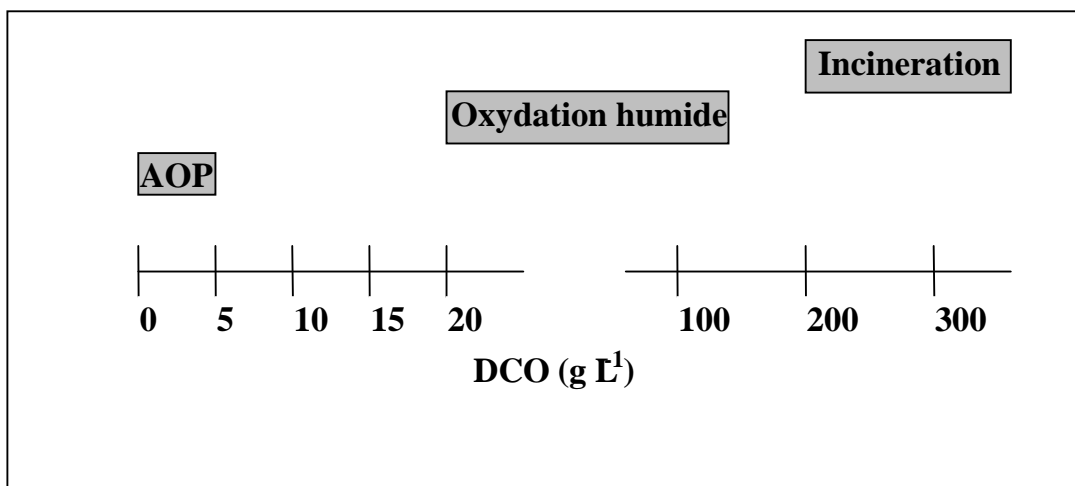 Incineration
Oxydation humide
AOP
0 5 10 15 20 100 200 300
DCO (g L-1)